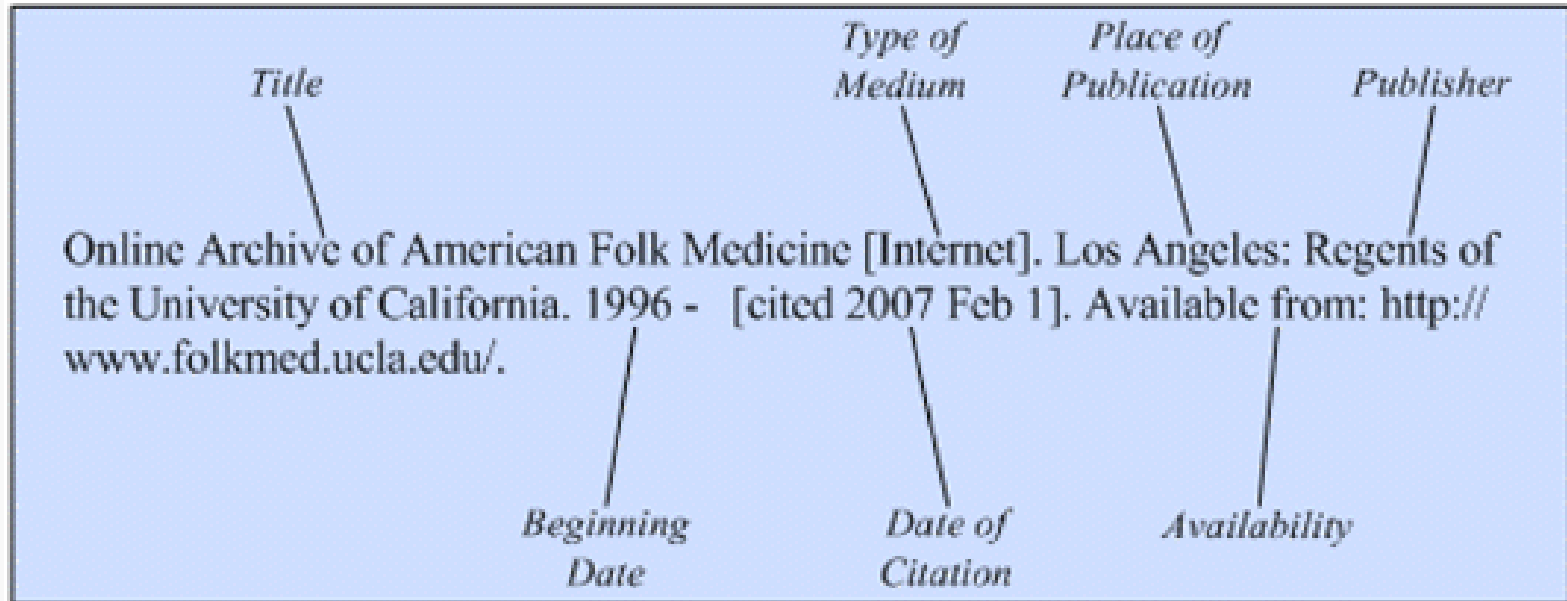 Type of Place of
Title Medium Publication Publisher
Online Archive of American Folk Medicine [Internet]. Los Angeles: Regents of
the University of California. 1996 -   [cited 2007 Feb 1]. Available from: http://
www.folkmed.ucla.edu/.
Beginning Date of Availability
Date Citation